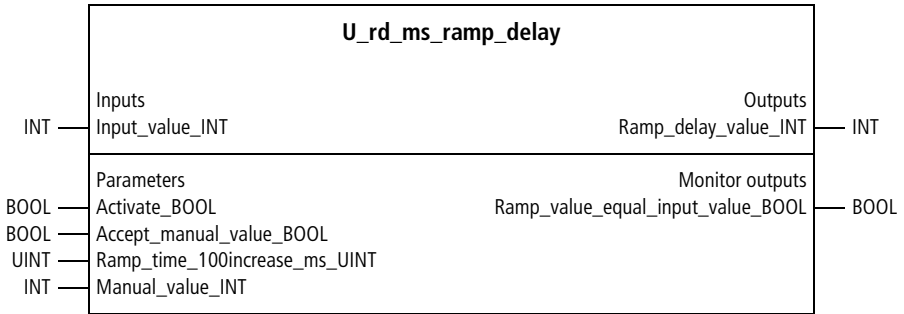 U_rd_ms_ramp_delay
Inputs Outputs
INT Input_value_INT Ramp_delay_value_INT INT
Parameters Monitor outputs
BOOL Activate_BOOL Ramp_value_equal_input_value_BOOL BOOL
BOOL Accept_manual_value_BOOL
UINT Ramp_time_100increase_ms_UINT
INT Manual_value_INT